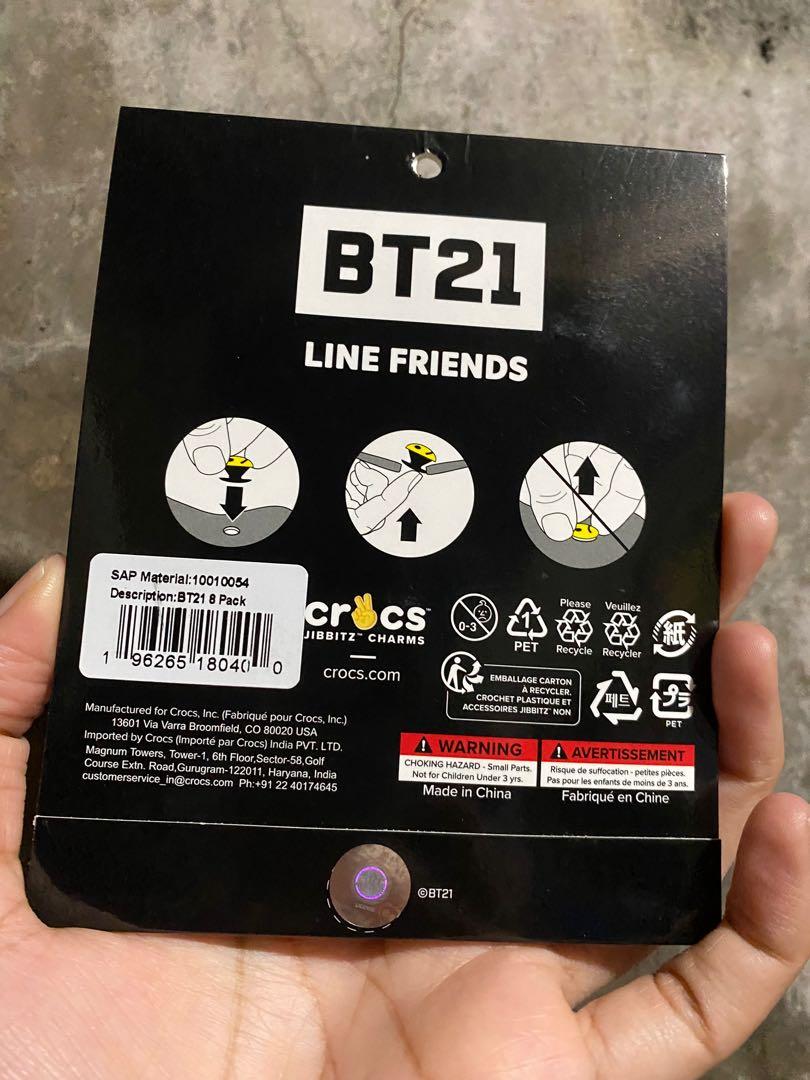 BT21
LINE FRIENDS
SAP Material:10010054
Description:BT21 8 Pack
1 96265 18040 0
crocs™
JIBBITZ™ CHARMS
crocs.com
0-3
1
PET
Please
Recycle
Veuillez
Recycler
紙
EMBALLAGE CARTON
À RECYCLER.
CROCHET PLASTIQUE ET
ACCESSOIRES JIBBITZ™ NON
페트
プラ
PET
Manufactured for Crocs, Inc. (Fabriqué pour Crocs, Inc.)
13601 Via Varra Broomfield, CO 80020 USA
Imported by Crocs (Importé par Crocs) India PVT. LTD.
Magnum Towers, Tower-1, 6th Floor,Sector-58,Golf
Course Extn. Road,Gurugram-122011, Haryana, India
customerservice_in@crocs.com Ph:+91 22 40174645
WARNING
CHOKING HAZARD - Small Parts.
Not for Children Under 3 yrs.
Made in China
AVERTISSEMENT
Risque de suffocation - petites pièces.
Pas pour les enfants de moins de 3 ans.
Fabriqué en Chine
©BT21